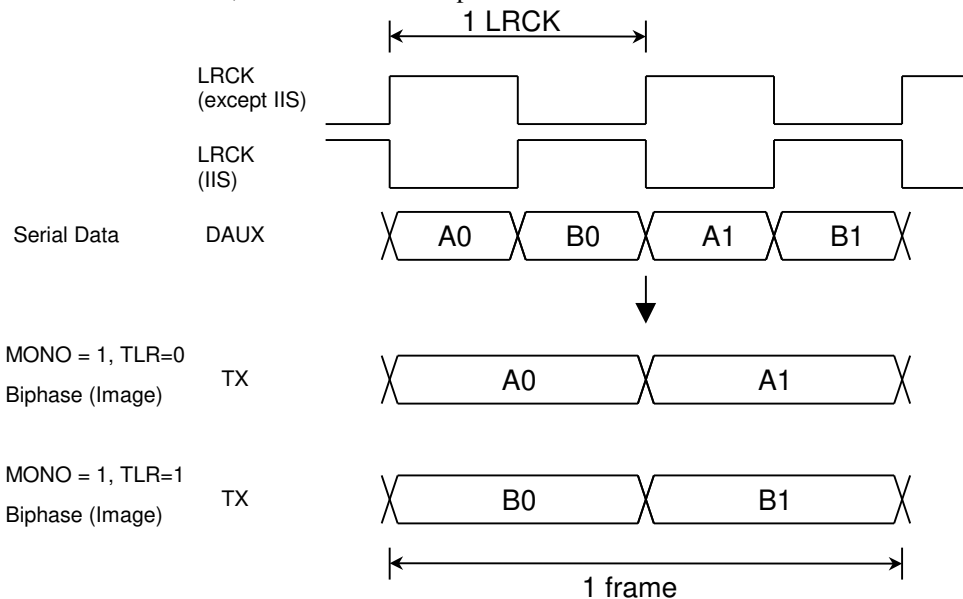 1 LRCK
LRCK
(except IIS)
LRCK
(IIS)
Serial Data DAUX A0 B0 A1 B1
MONO = 1, TLR=0
Biphase (Image)
TX A0 A1
MONO = 1, TLR=1
Biphase (Image)
TX B0 B1
1 frame